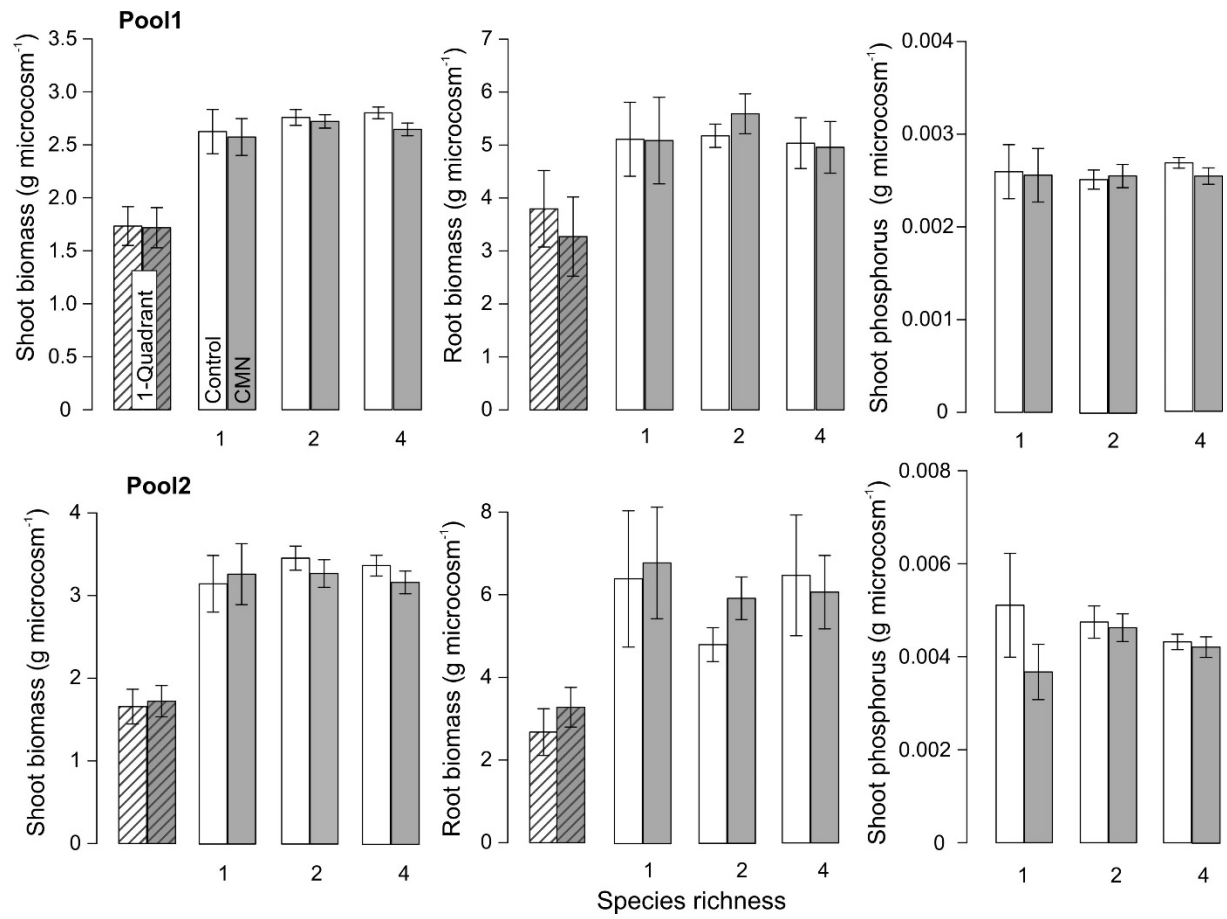 Pool1
Shoot biomass (g microcosm⁻¹)
3.5
3.0
2.5
2.0
1.5
1.0
0.5
0
1-Quadrant
Control
CMN
1 2 4
Root biomass (g microcosm⁻¹)
7
6
5
4
3
2
1
0
1 2 4
Shoot phosphorus (g microcosm⁻¹)
0.004
0.003
0.002
0.001
0
1 2 4
Pool2
Shoot biomass (g microcosm⁻¹)
4
3
2
1
0
1 2 4
Root biomass (g microcosm⁻¹)
8
6
4
2
0
1 2 4
Shoot phosphorus (g microcosm⁻¹)
0.008
0.006
0.004
0.002
0
1 2 4
Species richness